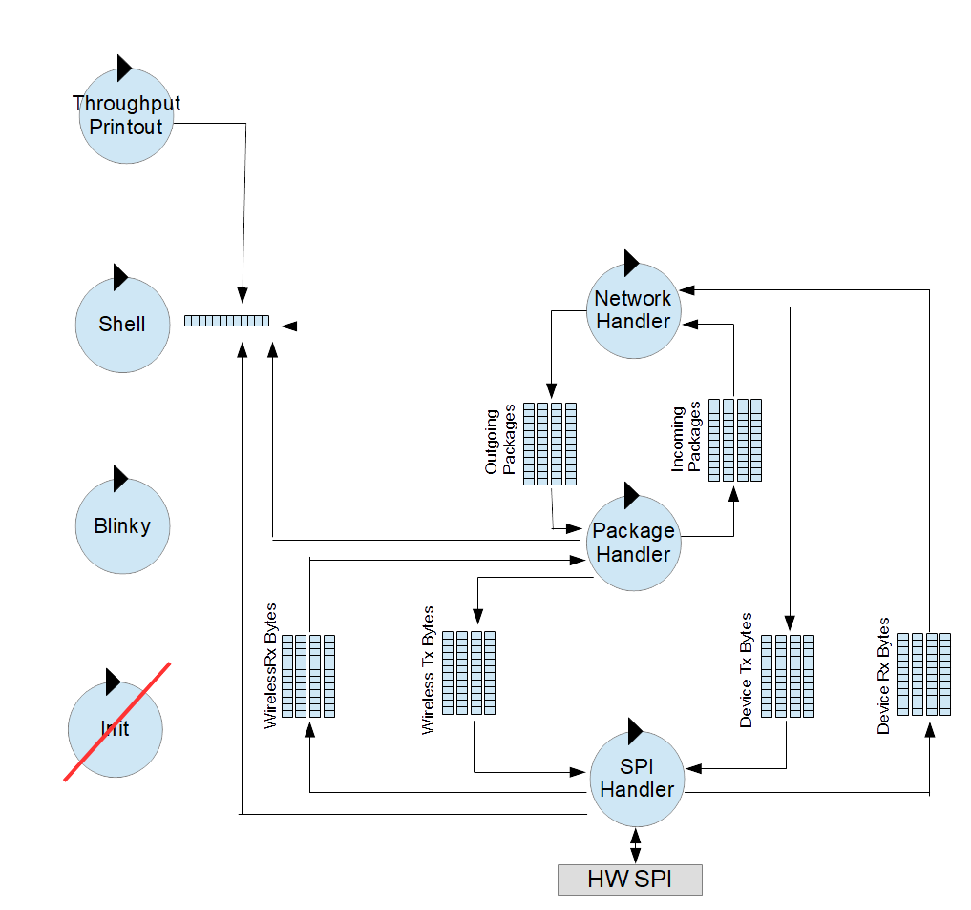 Throughput
Printout
Shell
Network
Handler
Outgoing
Packages
Incoming
Packages
Blinky
Package
Handler
WirelessRx Bytes
Wireless Tx Bytes
Device Tx Bytes
Device Rx Bytes
Init
SPI
Handler
HW SPI